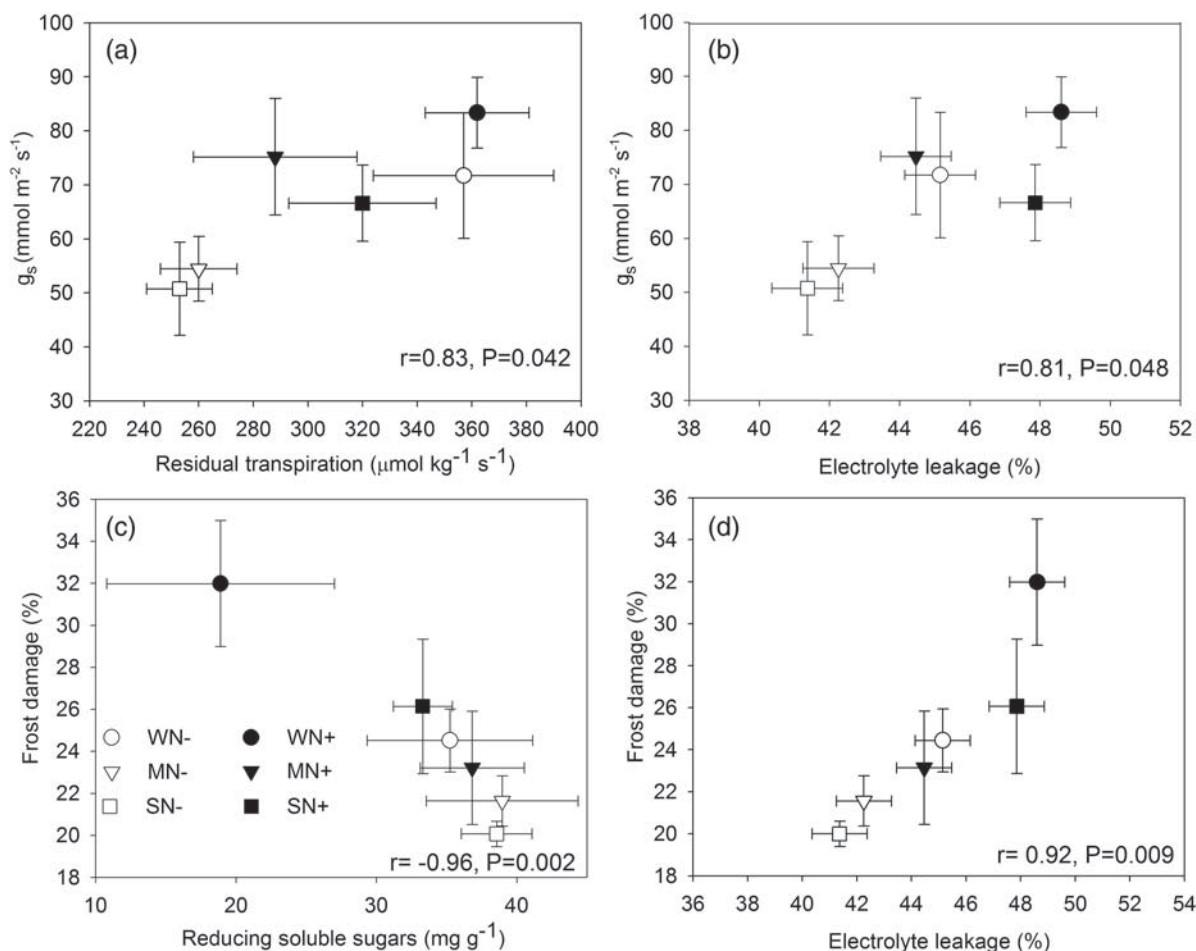 (a)
100
90
80
70
60
50
40
30
gs (mmol m-2 s-1)
r=0.83, P=0.042
220 240 260 280 300 320 340 360 380 400
Residual transpiration (μmol kg-1 s-1)
(b)
100
90
80
70
60
50
40
30
gs (mmol m-2 s-1)
r=0.81, P=0.048
38 40 42 44 46 48 50 52
Electrolyte leakage (%)
(c)
36
34
32
30
28
26
24
22
20
18
Frost damage (%)
WN- WN+
MN- MN+
SN- SN+
r= -0.96, P=0.002
10 20 30 40
Reducing soluble sugars (mg g-1)
(d)
36
34
32
30
28
26
24
22
20
18
Frost damage (%)
r= 0.92, P=0.009
36 38 40 42 44 46 48 50 52 54
Electrolyte leakage (%)